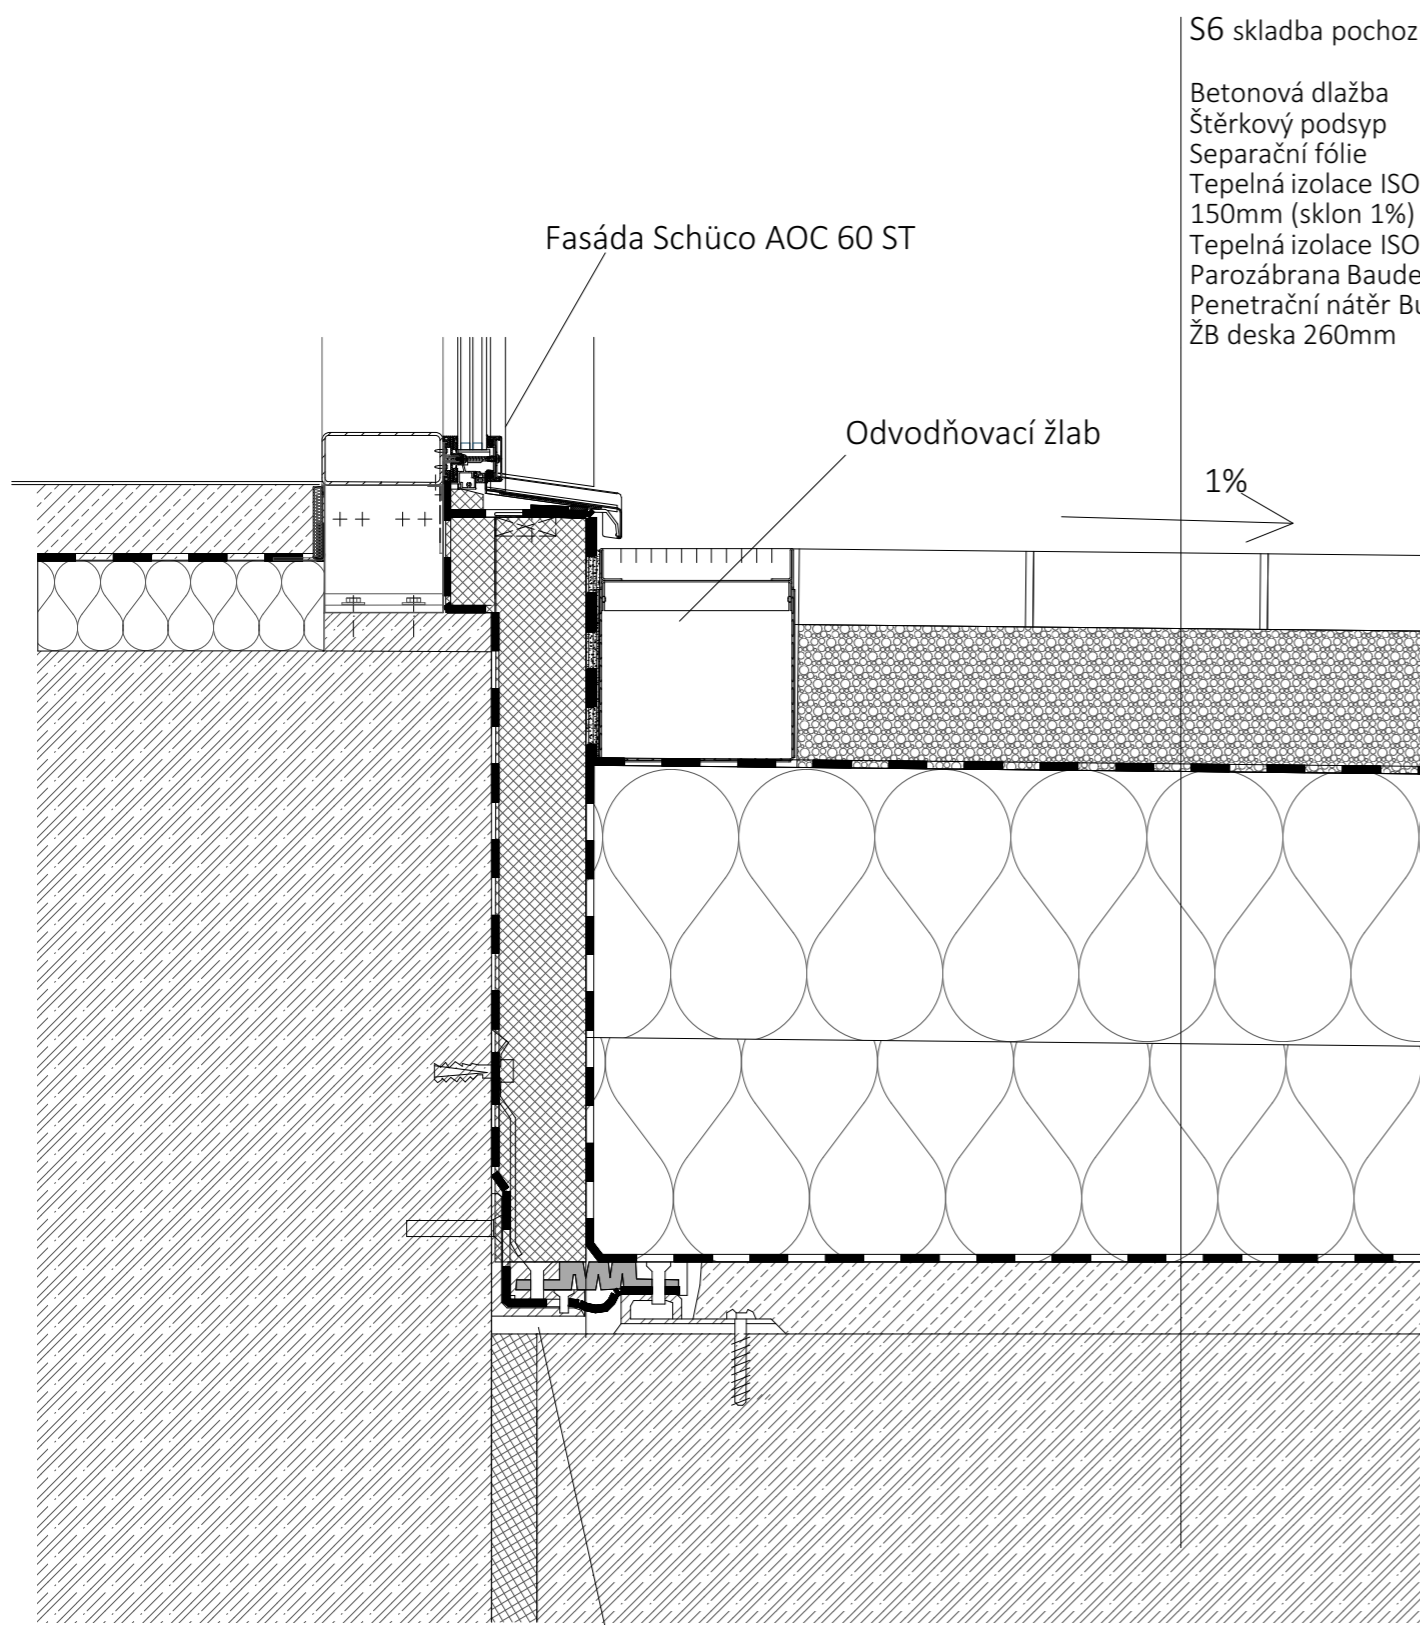 S6 skladba pochoz
Betonová dlažba
Štěrkový podsyp
Separační fólie
Tepelná izolace ISO
150mm (sklon 1%)
Tepelná izolace ISO
Parozábrana Baude
Penetrační nátěr Bu
ŽB deska 260mm
Fasáda Schüco AOC 60 ST
Odvodňovací žlab
1%